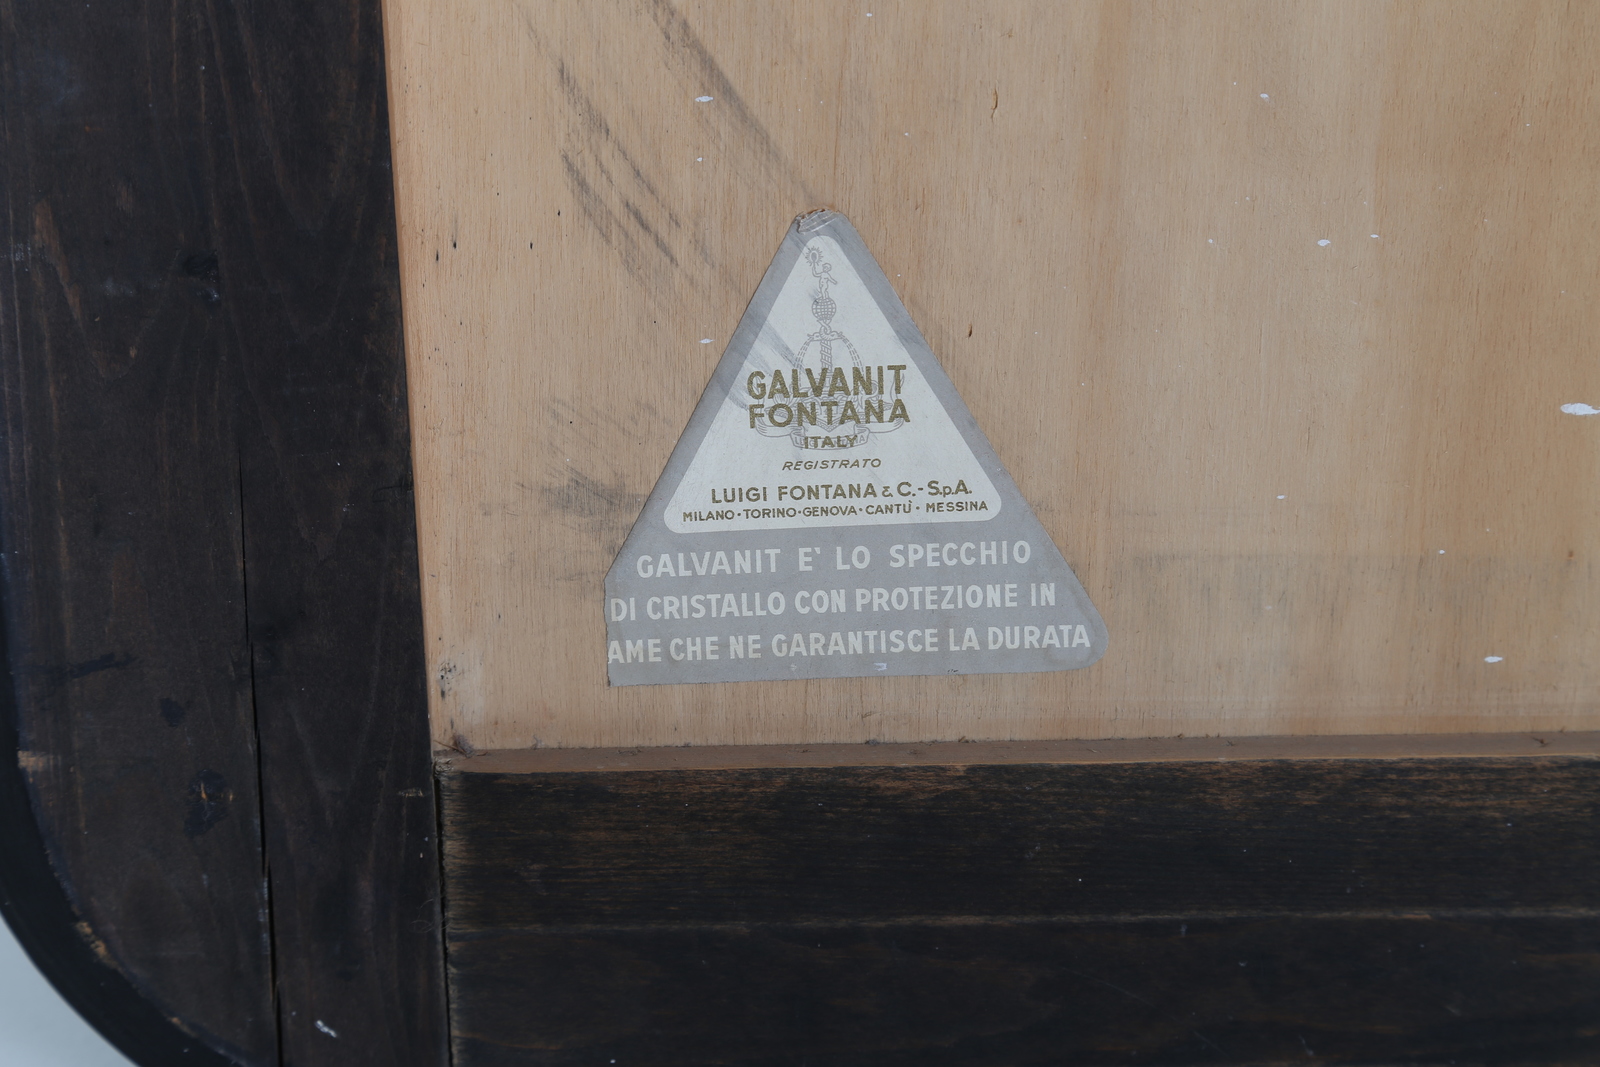 GALVANIT
FONTANA
ITALY
REGISTRATO
LUIGI FONTANA & C.-S.p.A.
MILANO·TORINO·GENOVA·CANTÙ·MESSINA
GALVANIT E' LO SPECCHIO
DI CRISTALLO CON PROTEZIONE IN
AME CHE NE GARANTISCE LA DURATA